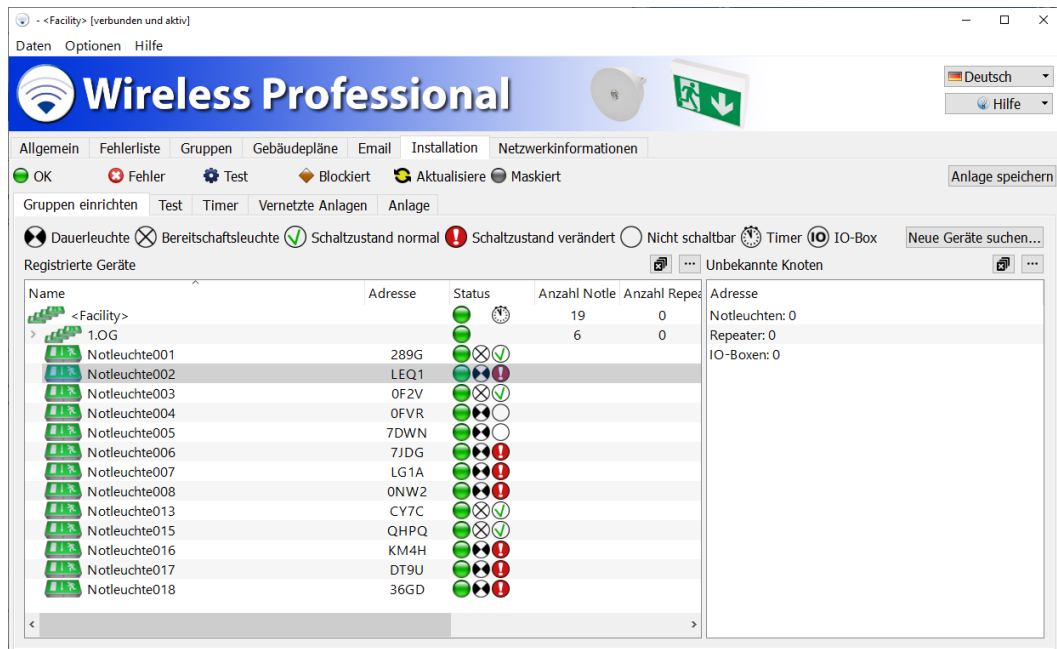 - <Facility> [verbunden und aktiv]
Daten Optionen Hilfe
Wireless Professional
Deutsch
Hilfe
Allgemein Fehlerliste Gruppen Gebäudepläne Email Installation Netzwerkinformationen
OK Fehler Test Blockiert Aktualisiere Maskiert Anlage speichern
Gruppen einrichten Test Timer Vernetzte Anlagen Anlage
Dauerleuchte Bereitschaftsleuchte Schaltzustand normal Schaltzustand verändert Nicht schaltbar Timer IO IO-Box Neue Geräte suchen...
Registrierte Geräte ... Unbekannte Knoten ...
Name Adresse Status Anzahl Notle Anzahl Repea Adresse
<Facility> 19 0 Notleuchten: 0
1.OG 6 0 Repeater: 0
Notleuchte001 289G IO-Boxen: 0
Notleuchte002 LEQ1
Notleuchte003 0F2V
Notleuchte004 0FVR
Notleuchte005 7DWN
Notleuchte006 7JDG
Notleuchte007 LG1A
Notleuchte008 0NW2
Notleuchte013 CY7C
Notleuchte015 QHPQ
Notleuchte016 KM4H
Notleuchte017 DT9U
Notleuchte018 36GD